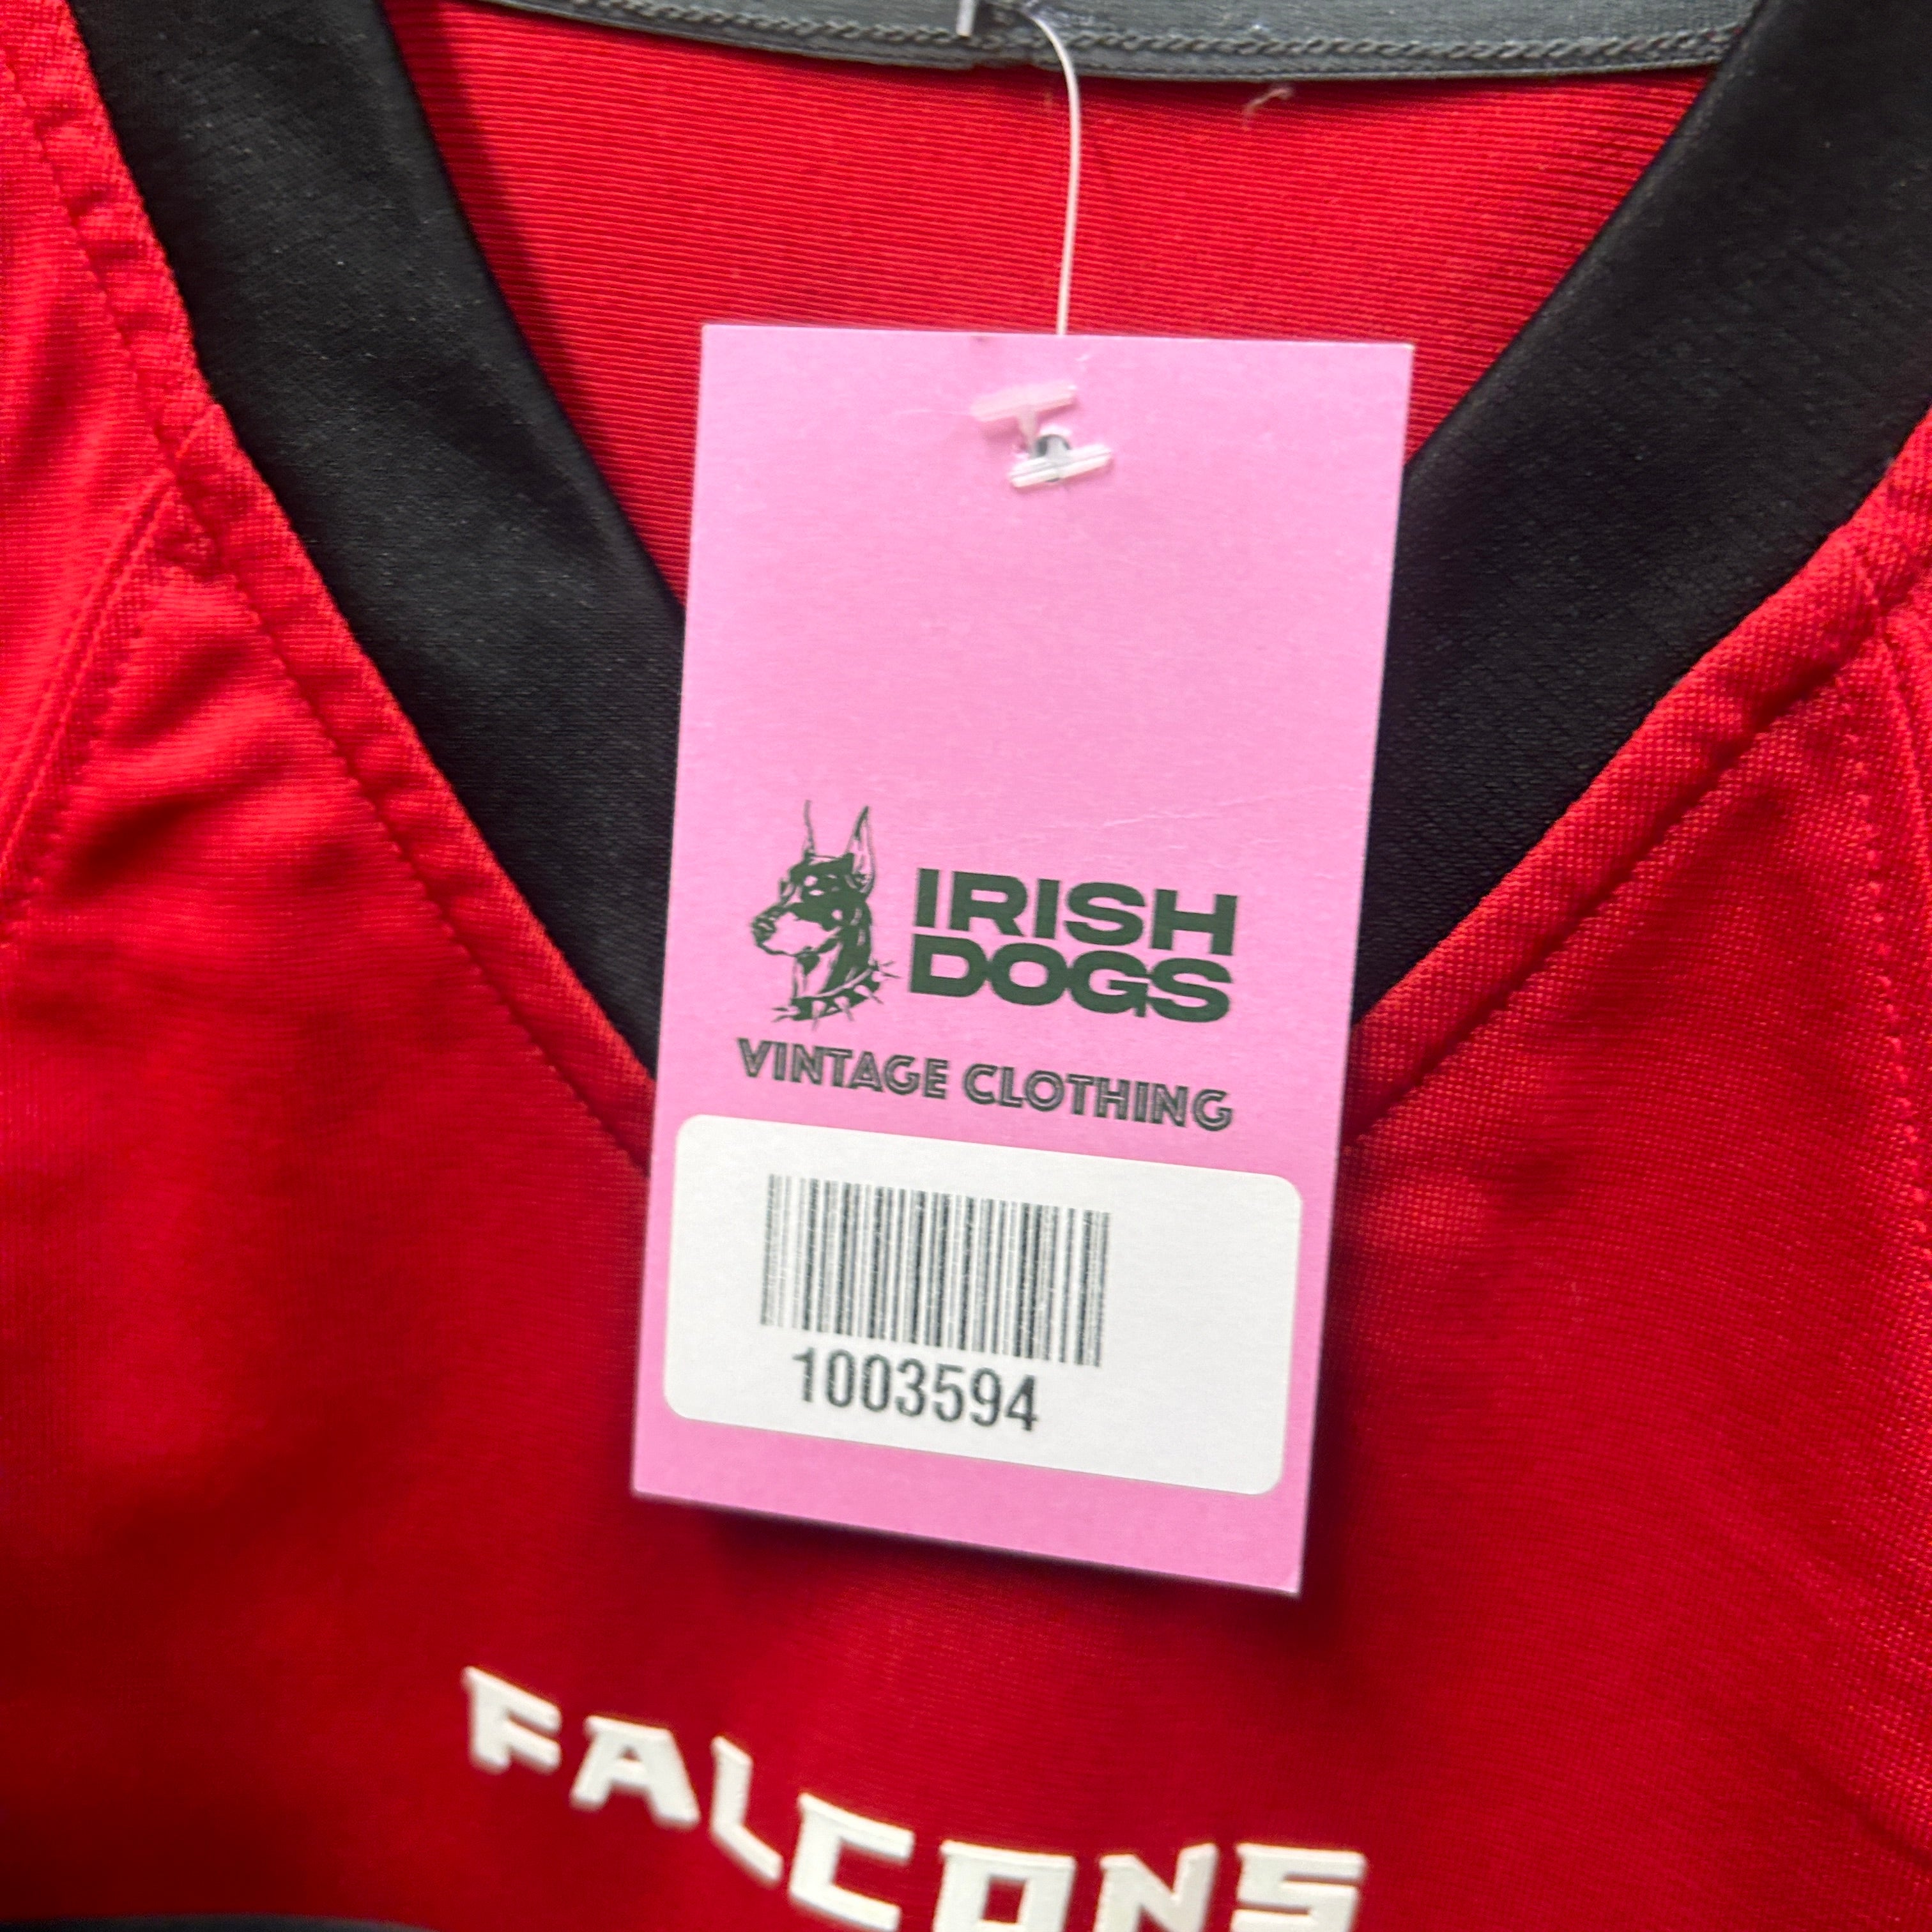 IRISH
DOGS
VINTAGE CLOTHING
1003594
FALCONS